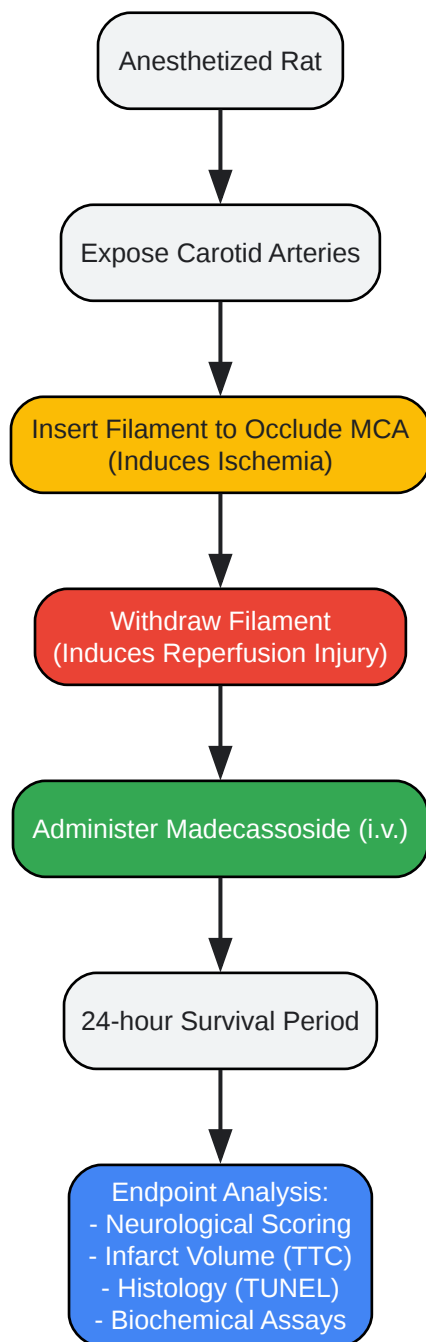 Anesthetized Rat
Expose Carotid Arteries
Insert Filament to Occlude MCA
(Induces Ischemia)
Withdraw Filament
(Induces Reperfusion Injury)
Administer Madecassoside (i.v.)
24-hour Survival Period
Endpoint Analysis:
- Neurological Scoring
- Infarct Volume (TTC)
- Histology (TUNEL)
- Biochemical Assays